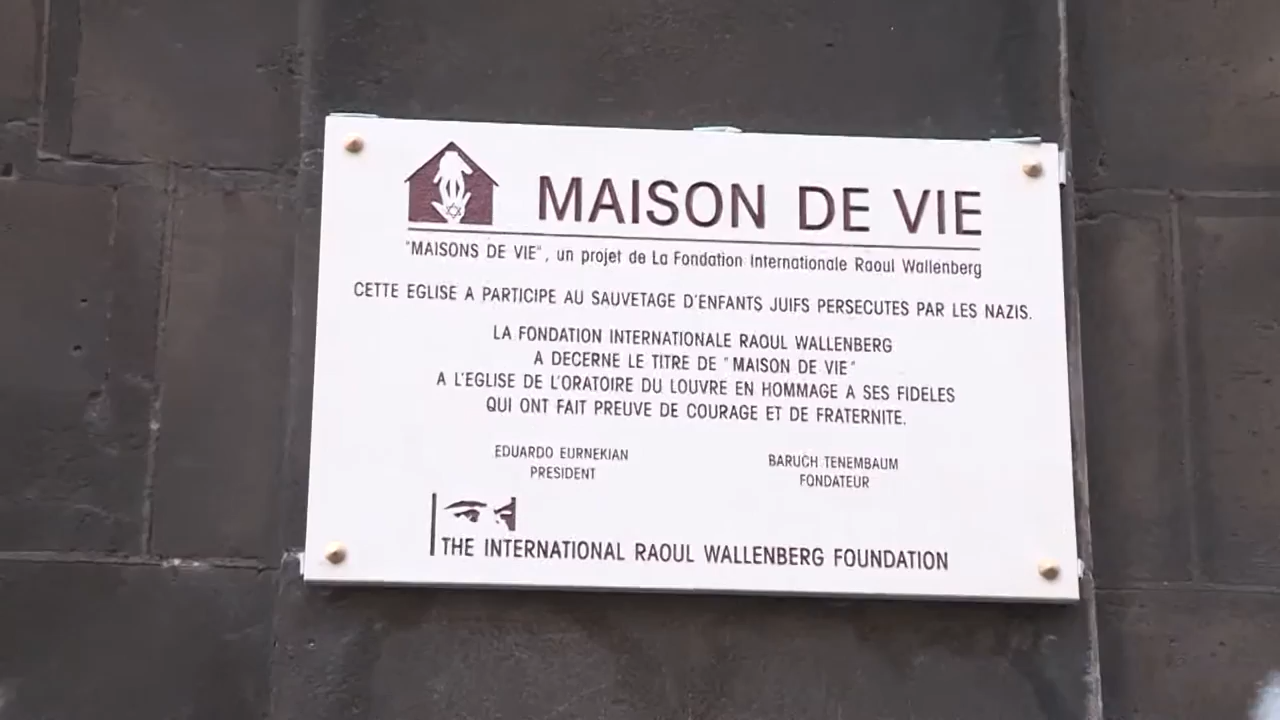 MAISON DE VIE
"MAISONS DE VIE", un projet de La Fondation Internationale Raoul Wallenberg
CETTE EGLISE A PARTICIPE AU SAUVETAGE D'ENFANTS JUIFS PERSECUTES PAR LES NAZIS.
LA FONDATION INTERNATIONALE RAOUL WALLENBERG
A DECERNE LE TITRE DE "MAISON DE VIE"
A L'EGLISE DE L'ORATOIRE DU LOUVRE EN HOMMAGE A SES FIDELES
QUI ONT FAIT PREUVE DE COURAGE ET DE FRATERNITE.
EDUARDO EURNEKIAN
PRESIDENT
BARUCH TENEMBAUM
FONDATEUR
THE INTERNATIONAL RAOUL WALLENBERG FOUNDATION